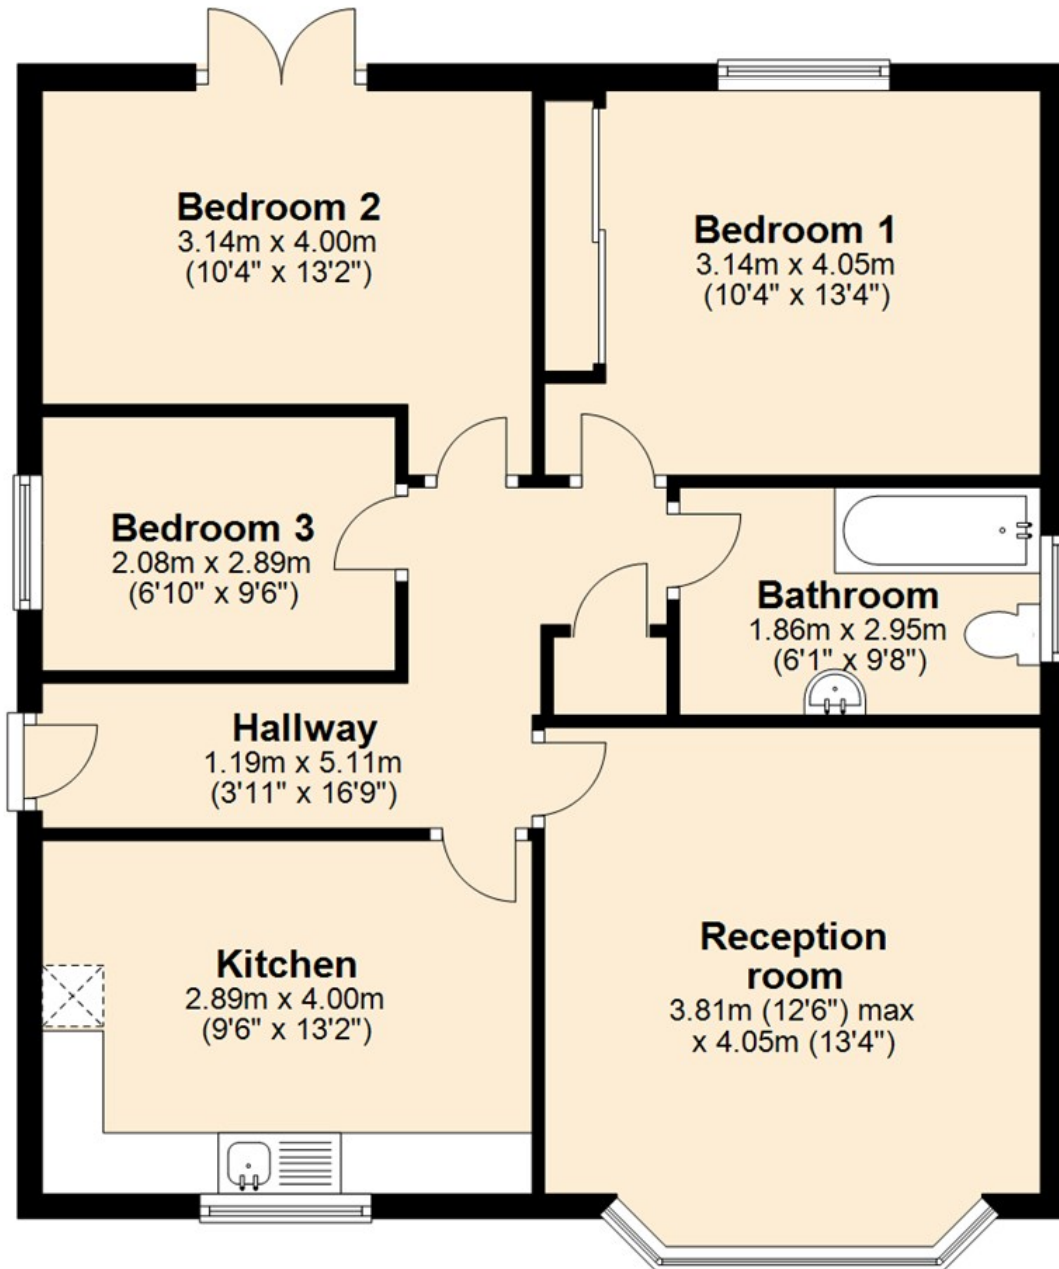 Bedroom 2
3.14m x 4.00m
(10'4" x 13'2")
Bedroom 1
3.14m x 4.05m
(10'4" x 13'4")
Bedroom 3
2.08m x 2.89m
(6'10" x 9'6")
Bathroom
1.86m x 2.95m
(6'1" x 9'8")
Hallway
1.19m x 5.11m
(3'11" x 16'9")
Kitchen
2.89m x 4.00m
(9'6" x 13'2")
Reception
room
3.81m (12'6") max
x 4.05m (13'4")